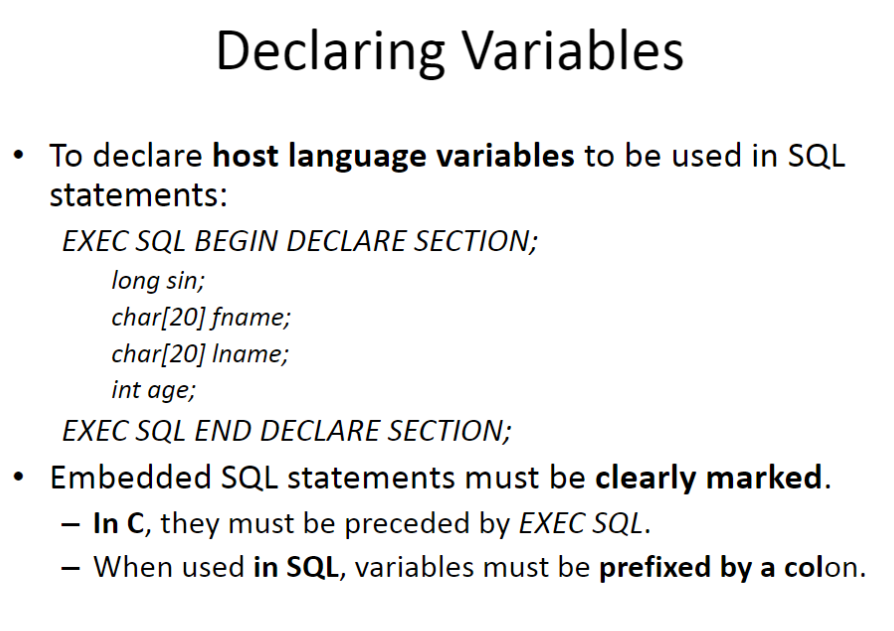 Declaring Variables
• To declare host language variables to be used in SQL
statements:
EXEC SQL BEGIN DECLARE SECTION;
long sin;
char[20] fname;
char[20] lname;
int age;
EXEC SQL END DECLARE SECTION;
• Embedded SQL statements must be clearly marked.
– In C, they must be preceded by EXEC SQL.
– When used in SQL, variables must be prefixed by a colon.